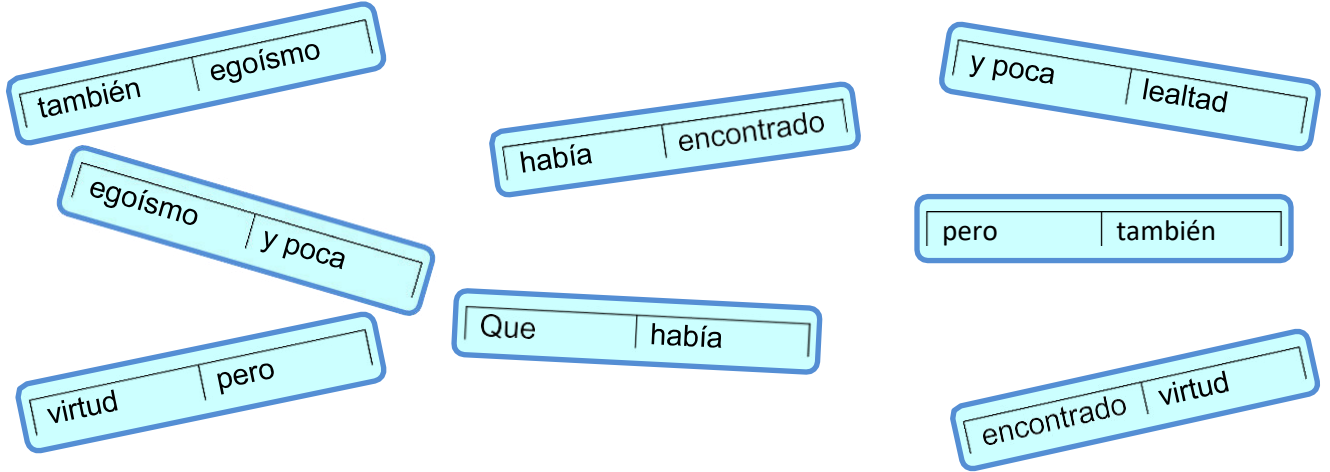 también egoísmo
y poca lealtad
había encontrado
egoísmo y poca
pero también
Que había
virtud pero
encontrado virtud